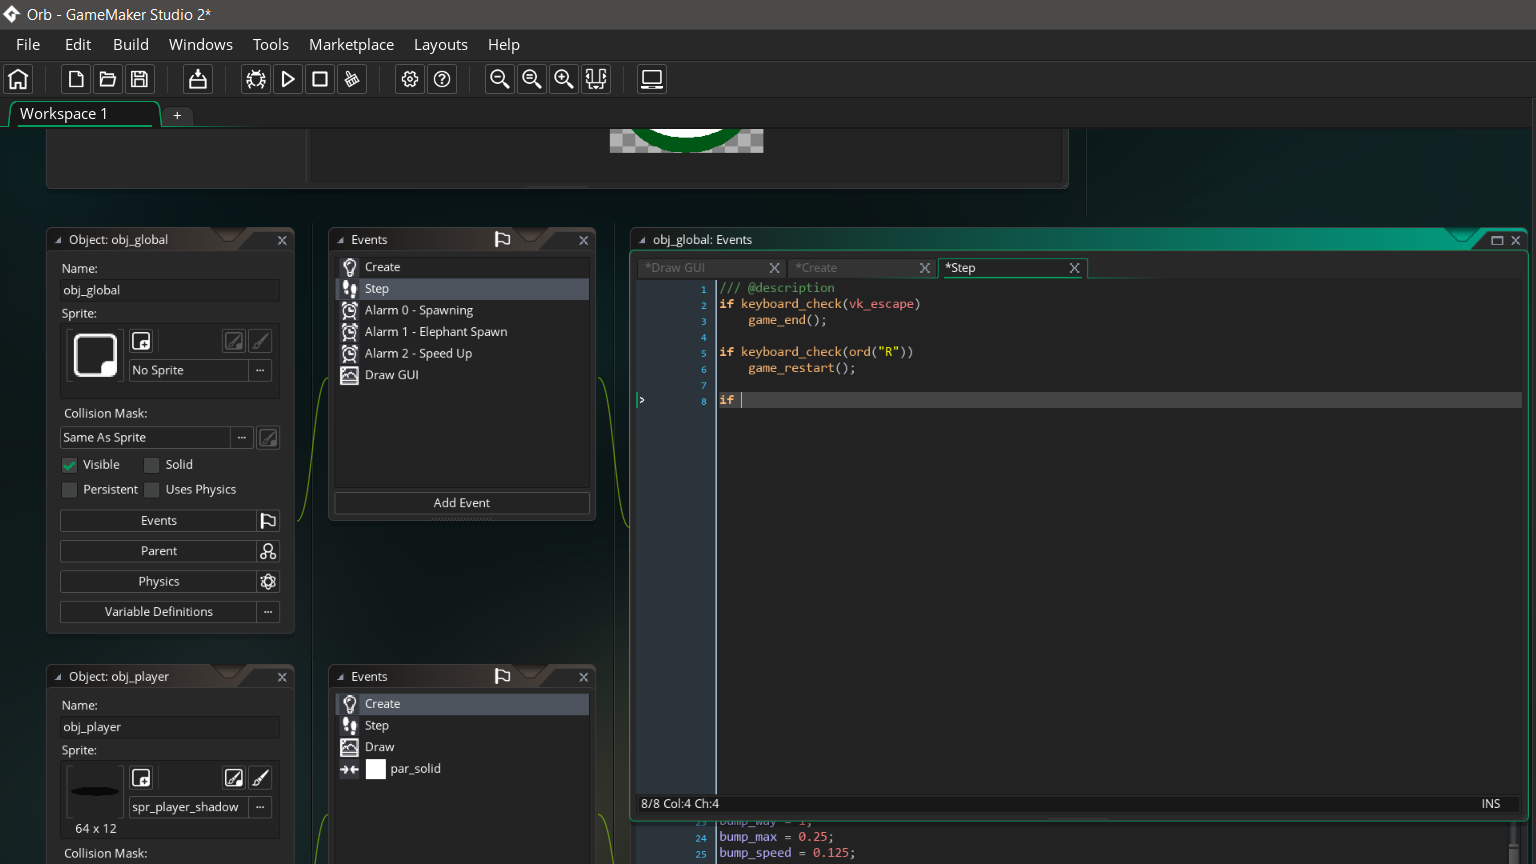 Orb - GameMaker Studio 2*
File Edit Build Windows Tools Marketplace Layouts Help
Workspace 1 +
Object: obj_global
Name:
obj_global
Sprite:
No Sprite ...
Collision Mask:
Same As Sprite ...
Visible Solid
Persistent Uses Physics
Events
Parent
Physics
Variable Definitions ...
Events
Create
Step
Alarm 0 - Spawning
Alarm 1 - Elephant Spawn
Alarm 2 - Speed Up
Draw GUI
Add Event
obj_global: Events
*Draw GUI X *Create X *Step X
1 /// @description
2 if keyboard_check(vk_escape)
3 game_end();
4
5 if keyboard_check(ord("R"))
6 game_restart();
7
> 8 if
8/8 Col:4 Ch:4 INS
Object: obj_player
Name:
obj_player
Sprite:
spr_player_shadow ...
64 x 12
Collision Mask:
Events
Create
Step
Draw
par_solid
23 bump_way = 1;
24 bump_max = 0.25;
25 bump_speed = 0.125;